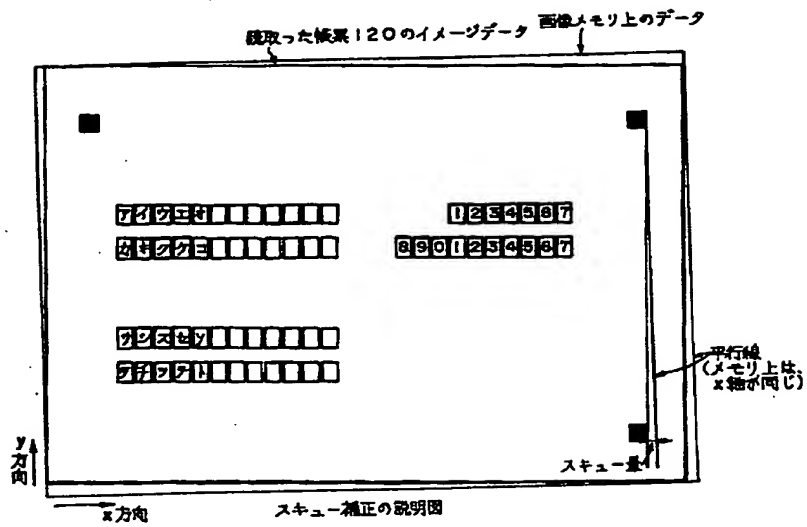 画像メモリ上のデータ
読取った帳票120のイメージデータ
アイウエオ
1234567
カキクケコ
8901234567
サシスセソ
タチツテト
平行線
(メモリ上は、
x軸が同じ)
スキュー量
y方向
x方向
スキュー補正の説明図